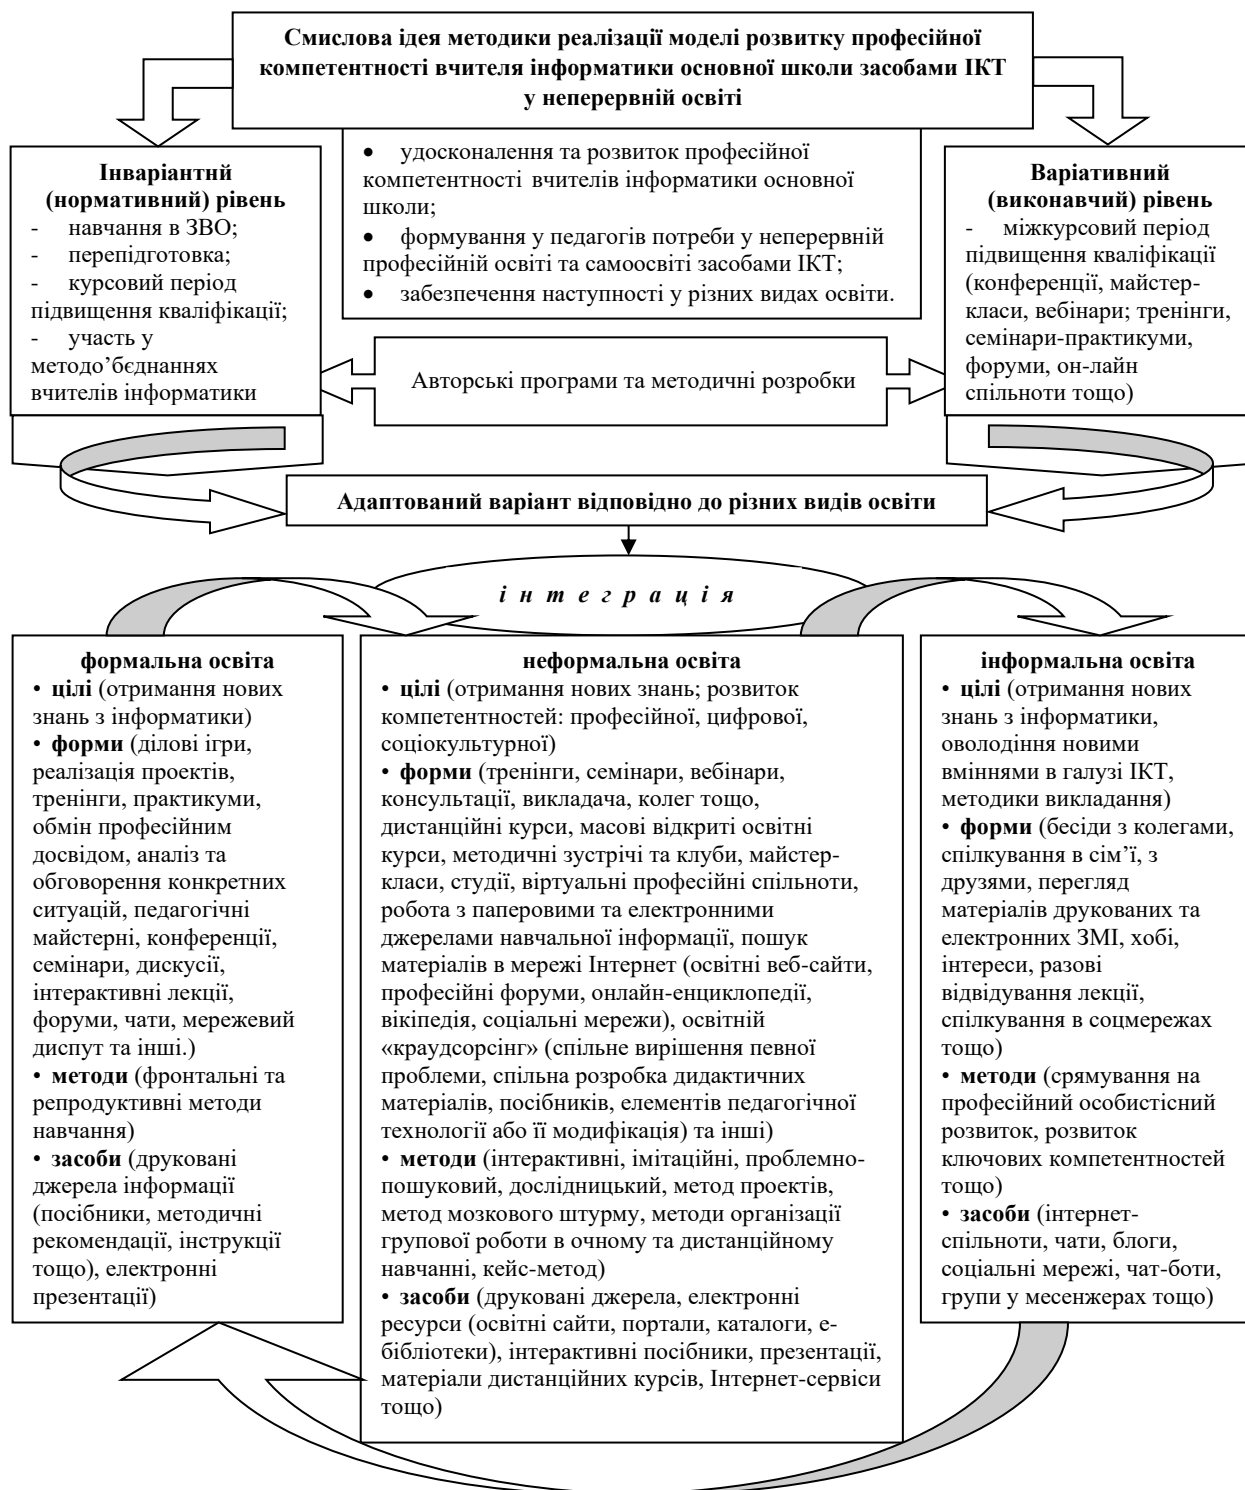 Смислова ідея методики реалізації моделі розвитку професійної
компетентності вчителя інформатики основної школи засобами ІКТ
у неперервній освіті
Інваріантнй
(нормативний) рівень
- навчання в ЗВО;
- перепідготовка;
- курсовий період
підвищення кваліфікації;
- участь у
методо’бєднаннях
вчителів інформатики
• удосконалення та розвиток професійної
компетентності вчителів інформатики основної
школи;
• формування у педагогів потреби у неперервній
професійній освіті та самоосвіті засобами ІКТ;
• забезпечення наступності у різних видах освіти.
Варіативний
(виконавчий) рівень
- міжкурсовий період
підвищення кваліфікації
(конференції, майстер-
класи, вебінари; тренінги,
семінари-практикуми,
форуми, он-лайн
спільноти тощо)
Авторські програми та методичні розробки
Адаптований варіант відповідно до різних видів освіти
і н т е г р а ц і я
формальна освіта
• цілі (отримання нових
знань з інформатики)
• форми (ділові ігри,
реалізація проектів,
тренінги, практикуми,
обмін професійним
досвідом, аналіз та
обговорення конкретних
ситуацій, педагогічні
майстерні, конференції,
семінари, дискусії,
інтерактивні лекції,
форуми, чати, мережевий
диспут та інші.)
• методи (фронтальні та
репродуктивні методи
навчання)
• засоби (друковані
джерела інформації
(посібники, методичні
рекомендації, інструкції
тощо), електронні
презентації)
неформальна освіта
• цілі (отримання нових знань; розвиток
компетентностей: професійної, цифрової,
соціокультурної)
• форми (тренінги, семінари, вебінари,
консультації, викладача, колег тощо,
дистанційні курси, масові відкриті освітні
курси, методичні зустрічі та клуби, майстер-
класи, студії, віртуальні професійні спільноти,
робота з паперовими та електронними
джерелами навчальної інформації, пошук
матеріалів в мережі Інтернет (освітні веб-сайти,
професійні форуми, онлайн-енциклопедії,
вікіпедія, соціальні мережи), освітній
«краудсорсінг» (спільне вирішення певної
проблеми, спільна розробка дидактичних
матеріалів, посібників, елементів педагогічної
технології або її модифікація) та інші)
• методи (інтерактивні, імітаційні, проблемно-
пошуковий, дослідницький, метод проектів,
метод мозкового штурму, методи організації
групової роботи в очному та дистанційному
навчанні, кейс-метод)
• засоби (друковані джерела, електронні
ресурси (освітні сайти, портали, каталоги, е-
бібліотеки), інтерактивні посібники, презентації,
матеріали дистанційних курсів, Інтернет-сервіси
тощо)
інформальна освіта
• цілі (отримання нових
знань з інформатики,
оволодіння новими
вміннями в галузі ІКТ,
методики викладання)
• форми (бесіди з колегами,
спілкування в сім’ї, з
друзями, перегляд
матеріалів друкованих та
електронних ЗМІ, хобі,
інтереси, разові
відвідування лекції,
спілкування в соцмережах
тощо)
• методи (срямування на
професійний особистісний
розвиток, розвиток
ключових компетентностей
тощо)
• засоби (інтернет-
спільноти, чати, блоги,
соціальні мережі, чат-боти,
групи у месенжерах тощо)